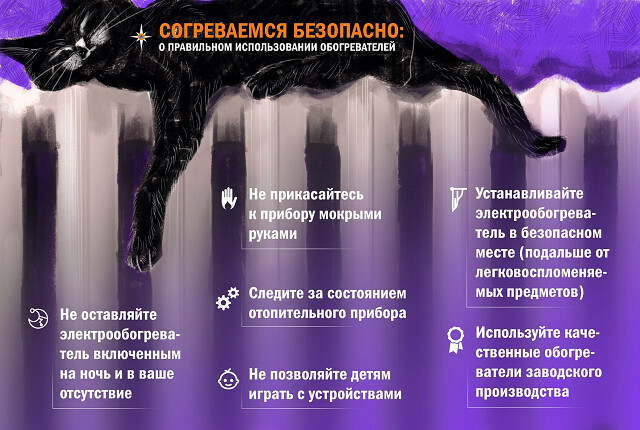 СОГРЕВАЕМСЯ БЕЗОПАСНО:
О ПРАВИЛЬНОМ ИСПОЛЬЗОВАНИИ ОБОГРЕВАТЕЛЕЙ
Не оставляйте
электрообогрева-
тель включенным
на ночь и в ваше
отсутствие
Не прикасайтесь
к прибору мокрыми
руками
Следите за состоянием
отопительного прибора
Не позволяйте детям
играть с устройствами
Устанавливайте
электрообогрева-
тель в безопасном
месте (подальше от
легковоспломеняе-
мых предметов)
Используйте каче-
ственные обогре-
ватели заводского
производства